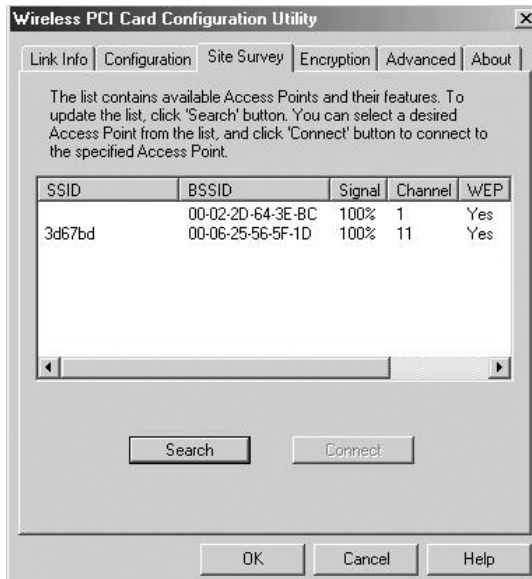 Wireless PCI Card Configuration Utility
Link Info Configuration Site Survey Encryption Advanced About
The list contains available Access Points and their features. To
update the list, click 'Search' button. You can select a desired
Access Point from the list, and click 'Connect' button to connect to
the specified Access Point.
SSID BSSID Signal Channel WEP
00-02-2D-64-3E-BC 100% 1 Yes
3d67bd 00-06-25-56-5F-1D 100% 11 Yes
Search Connect
OK Cancel Help